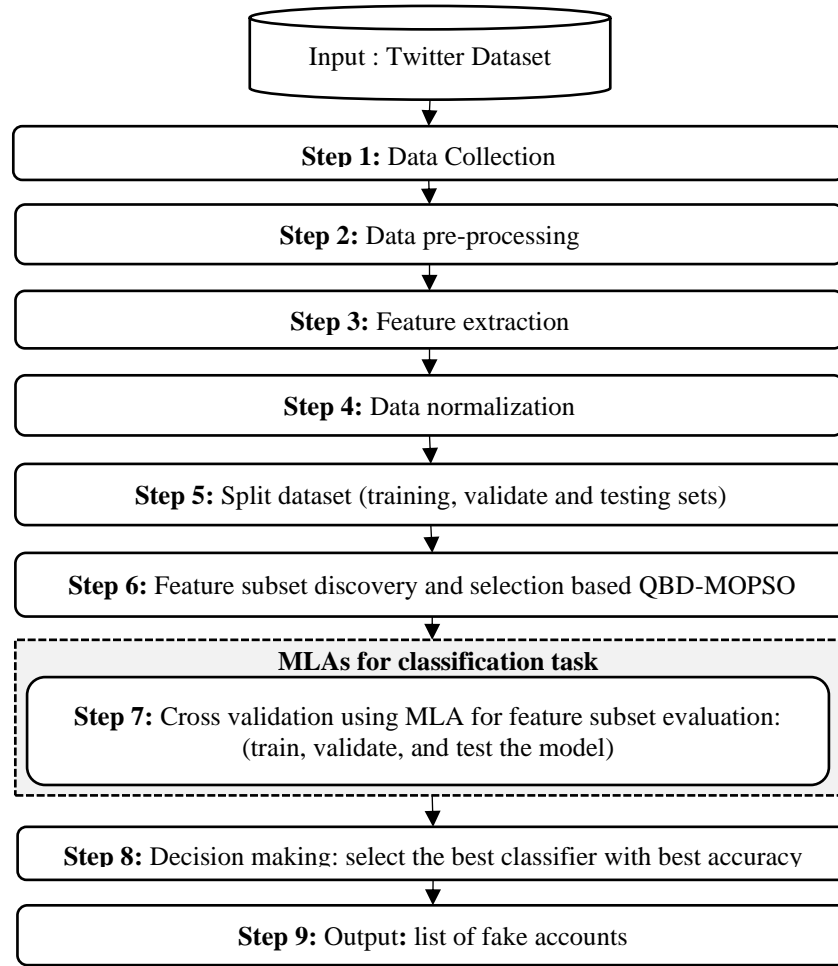 Input : Twitter Dataset
Step 1: Data Collection
Step 2: Data pre-processing
Step 3: Feature extraction
Step 4: Data normalization
Step 5: Split dataset (training, validate and testing sets)
Step 6: Feature subset discovery and selection based QBD-MOPSO
MLAs for classification task
Step 7: Cross validation using MLA for feature subset evaluation:
(train, validate, and test the model)
Step 8: Decision making: select the best classifier with best accuracy
Step 9: Output: list of fake accounts